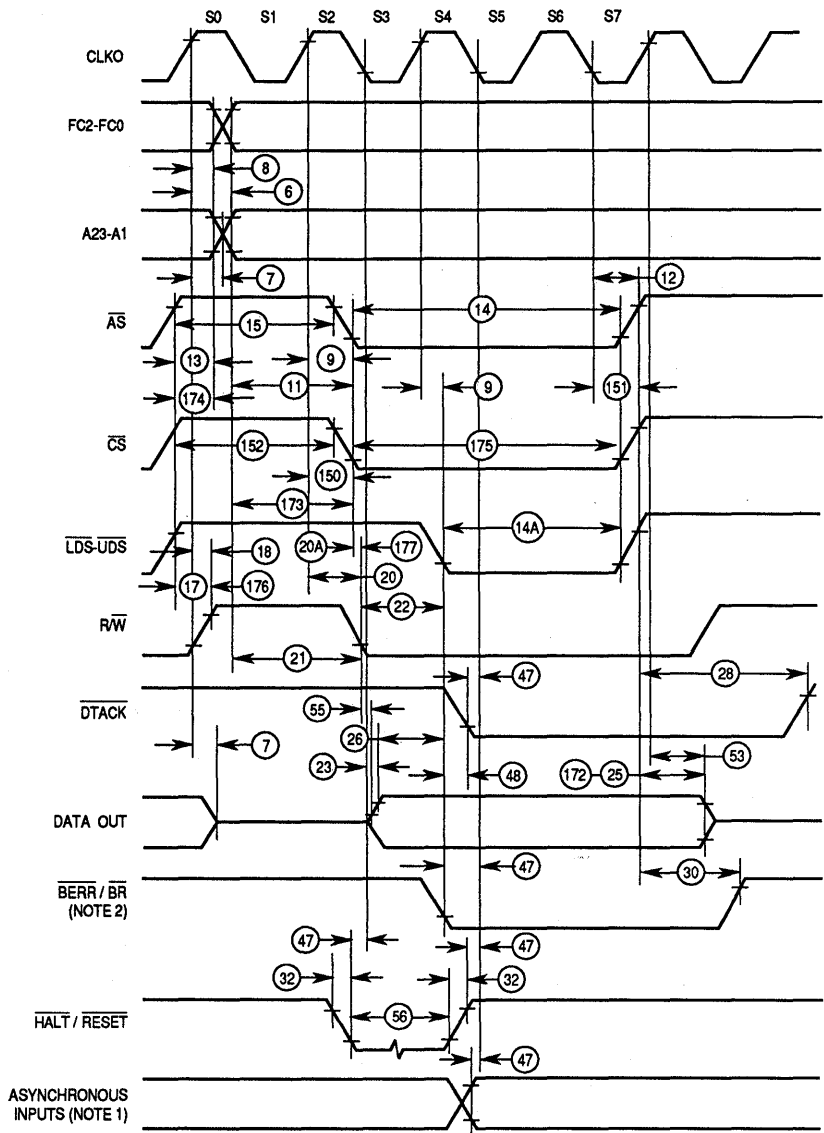 S0 S1 S2 S3 S4 S5 S6 S7
CLKO
FC2-FC0
8
6
A23-A1
7
12
AS
15
14
13
9
9
151
11
174
CS
152
175
150
173
14A
LDS-UDS
18
20A
177
17
176
20
22
R/W
21
47
28
DTACK
55
26
7
53
23
48
172
25
DATA OUT
47
30
BERR / BR
(NOTE 2)
47
47
32
32
HALT / RESET
56
47
ASYNCHRONOUS
INPUTS (NOTE 1)